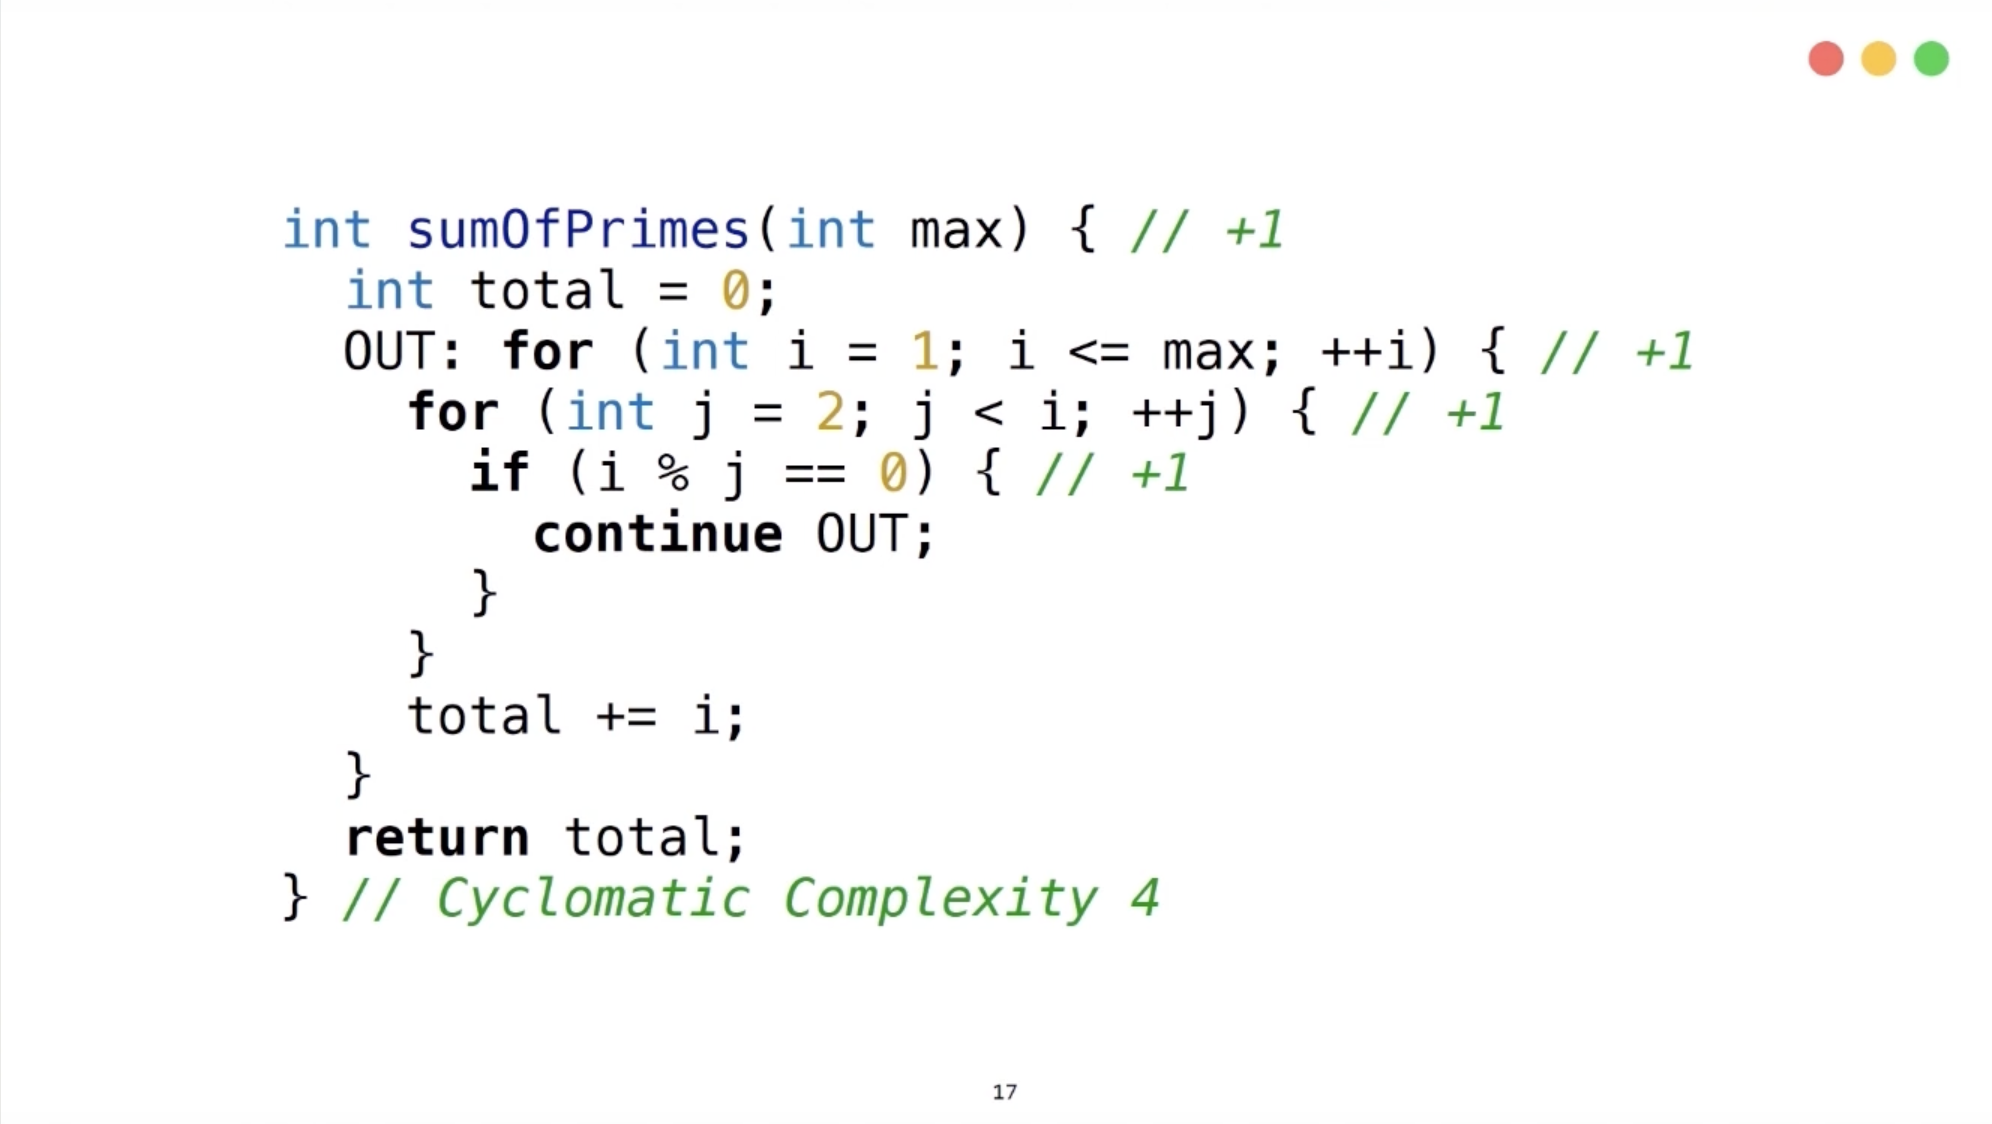 int sumOfPrimes(int max) { // +1
int total = 0;
OUT: for (int i = 1; i <= max; ++i) { // +1
for (int j = 2; j < i; ++j) { // +1
if (i % j == 0) { // +1
continue OUT;
}
}
total += i;
}
return total;
} // Cyclomatic Complexity 4
17